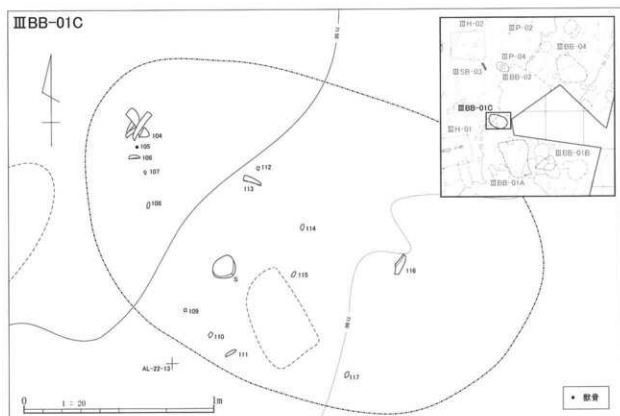 ⅢBB-01C
104
105
106
107
108
112
113
114
115
116
S
109
110
111
117
AL-22-13
0
1:20
1m
ⅢH-02
ⅢP-02
ⅢP-04
ⅢBB-04
ⅢSB-03
ⅢBB-02
ⅢBB-01C
ⅢH-01
ⅢBB-01B
ⅢBB-01A
獣骨